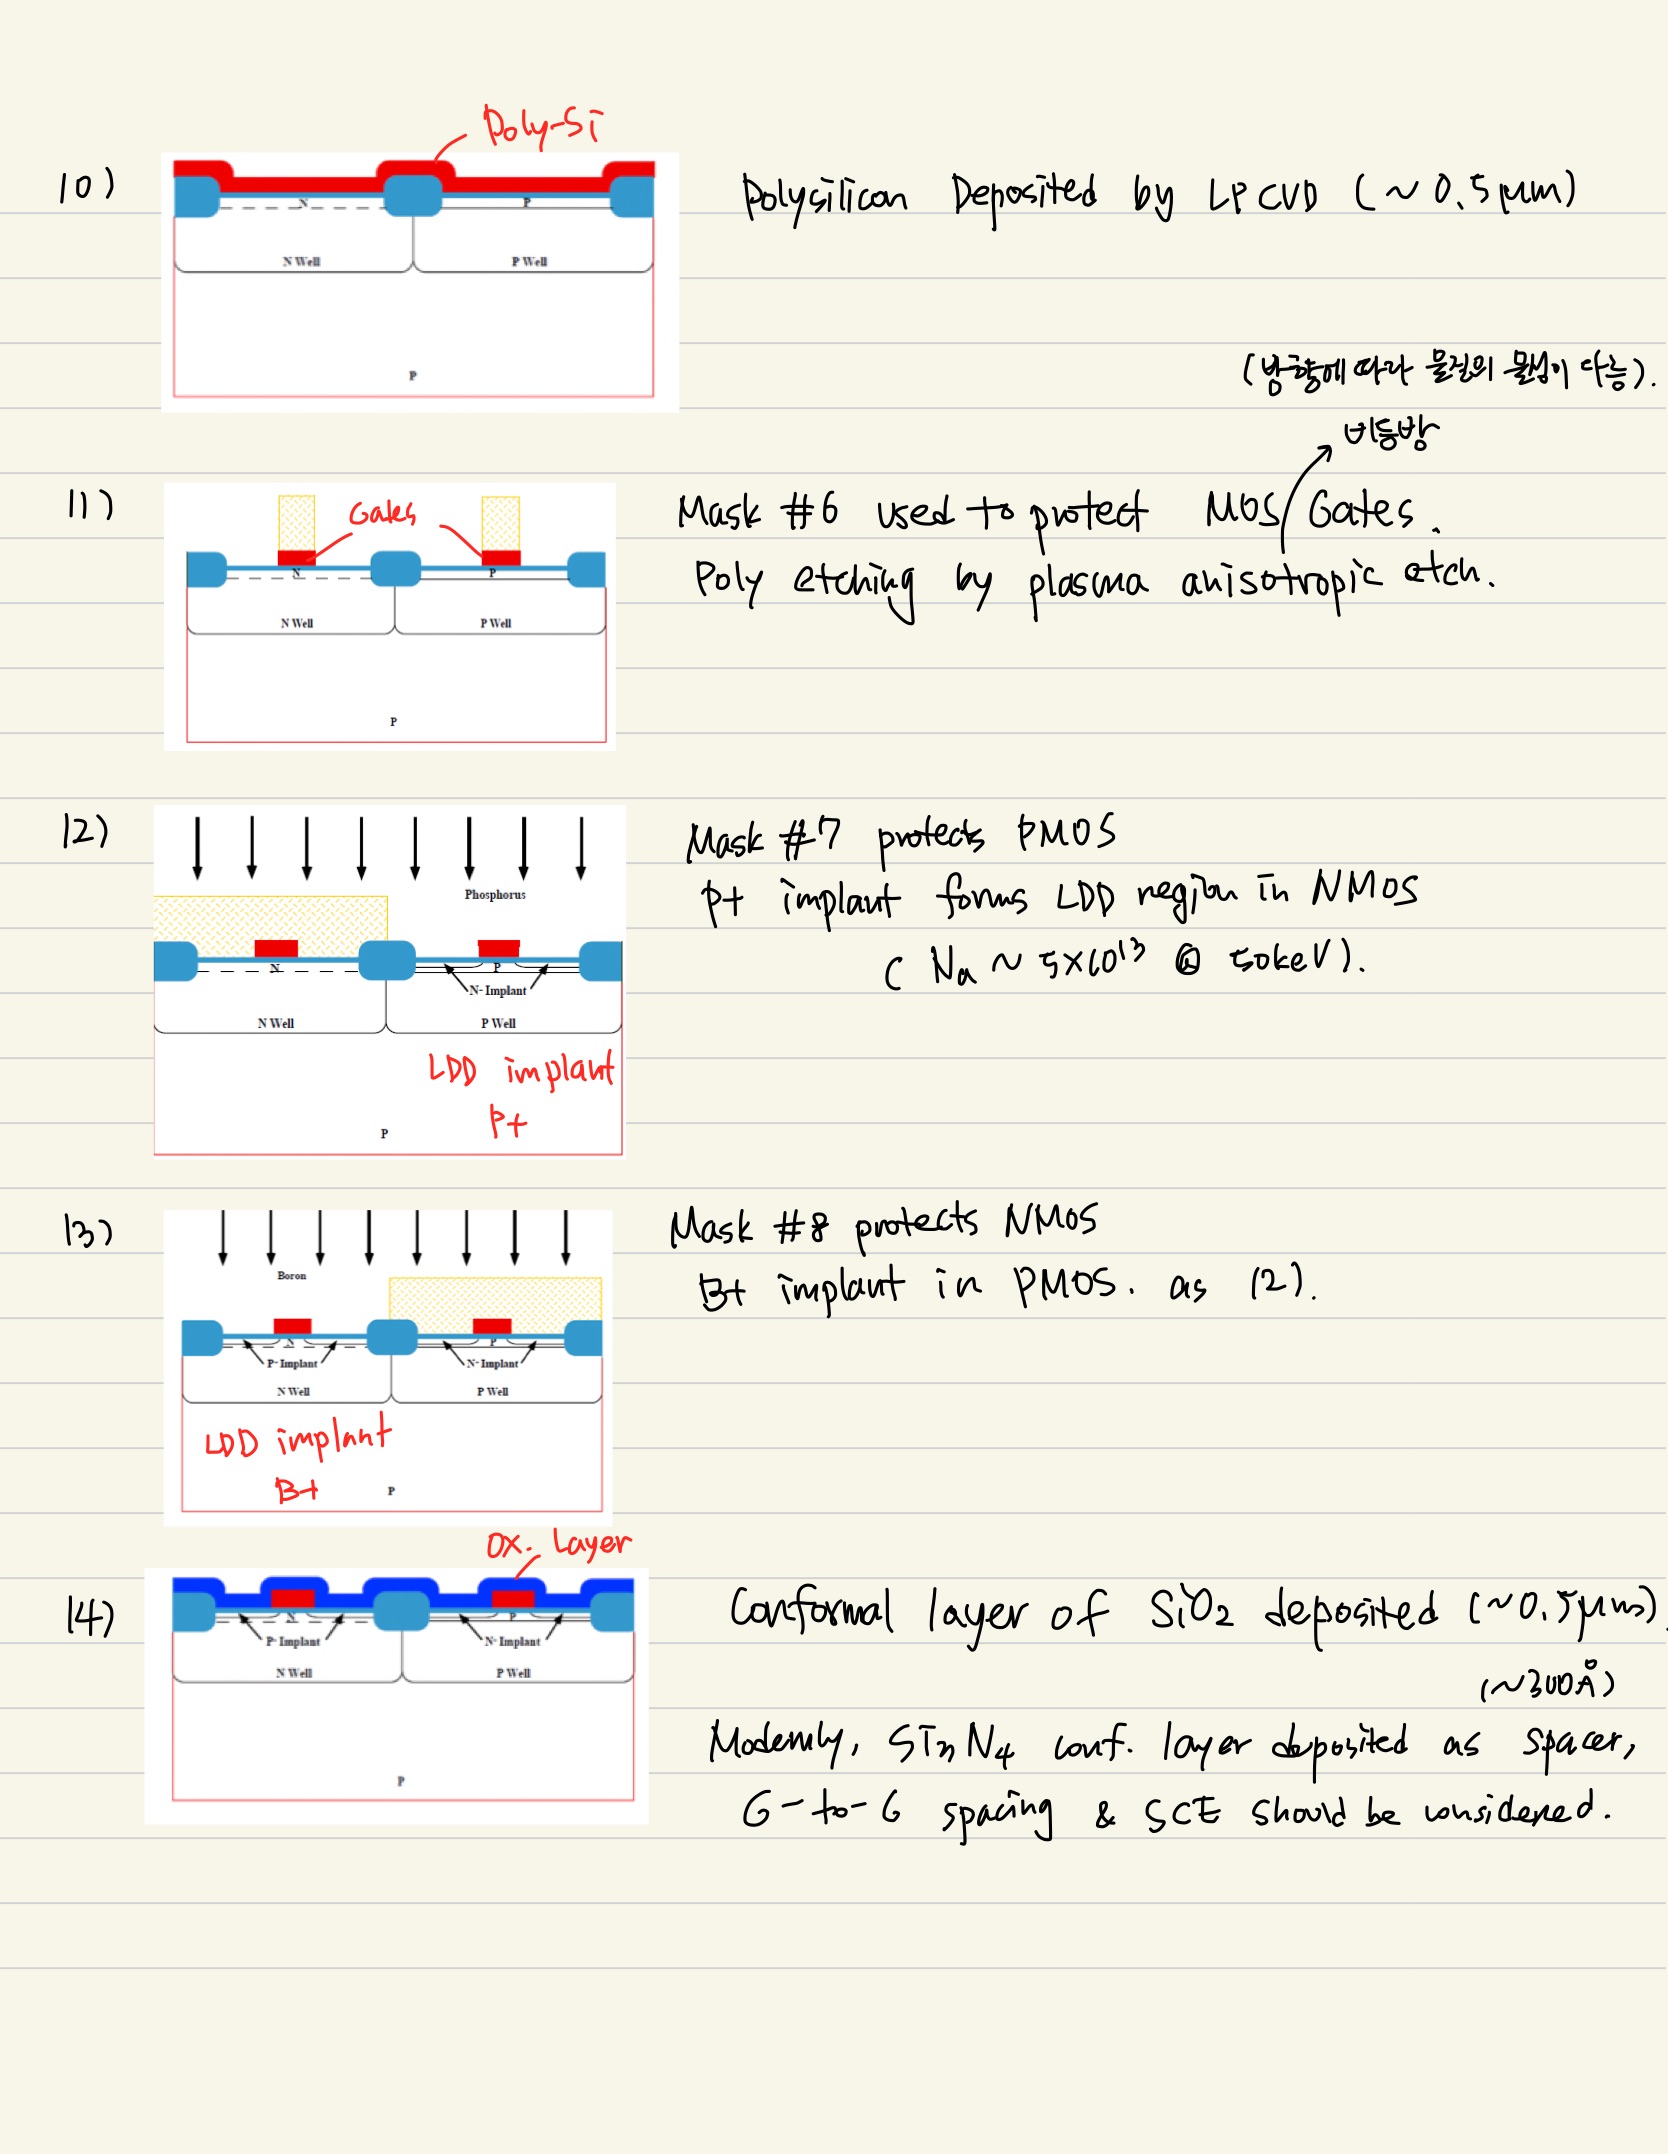 Poly-Si
10)
Polysilicon Deposited by LPCVD (~0.5μm)
N
P
N Well
P Well
P
(방향에 따라 물질의 물성이 다름).
비등방
11)
Gates
Mask #6 used to protect MOS Gates.
Poly etching by plasma anisotropic etch.
N
P
N Well
P Well
P
12)
Mask #7 protects PMOS
P+ implant forms LDD region in NMOS
( Na ~ 5×10¹³ @ 50keV).
Phosphorus
N
P
N- Implant
N Well
P Well
LDD implant
P+
P
13)
Mask #8 protects NMOS
B+ implant in PMOS. as 12).
Boron
N
P
P- Implant
N- Implant
N Well
P Well
LDD implant
B+
P
OX. Layer
14)
Conformal layer of SiO2 deposited (~0.5μm)
(~300Å)
Modernly, Si3N4 conf. layer deposited as spacer,
G-to-G spacing & SCE should be considered.
N
P
P- Implant
N- Implant
N Well
P Well
P